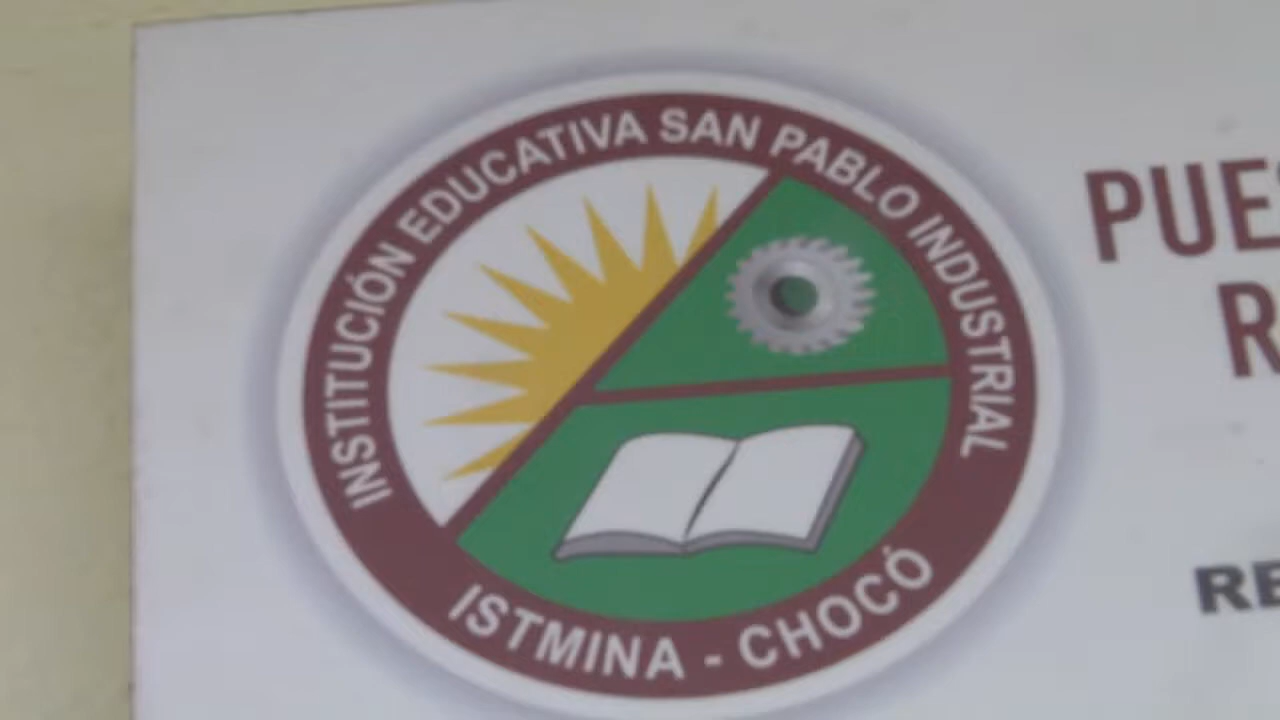 INSTITUCIÓN EDUCATIVA SAN PABLO INDUSTRIAL
ISTMINA - CHOCÓ